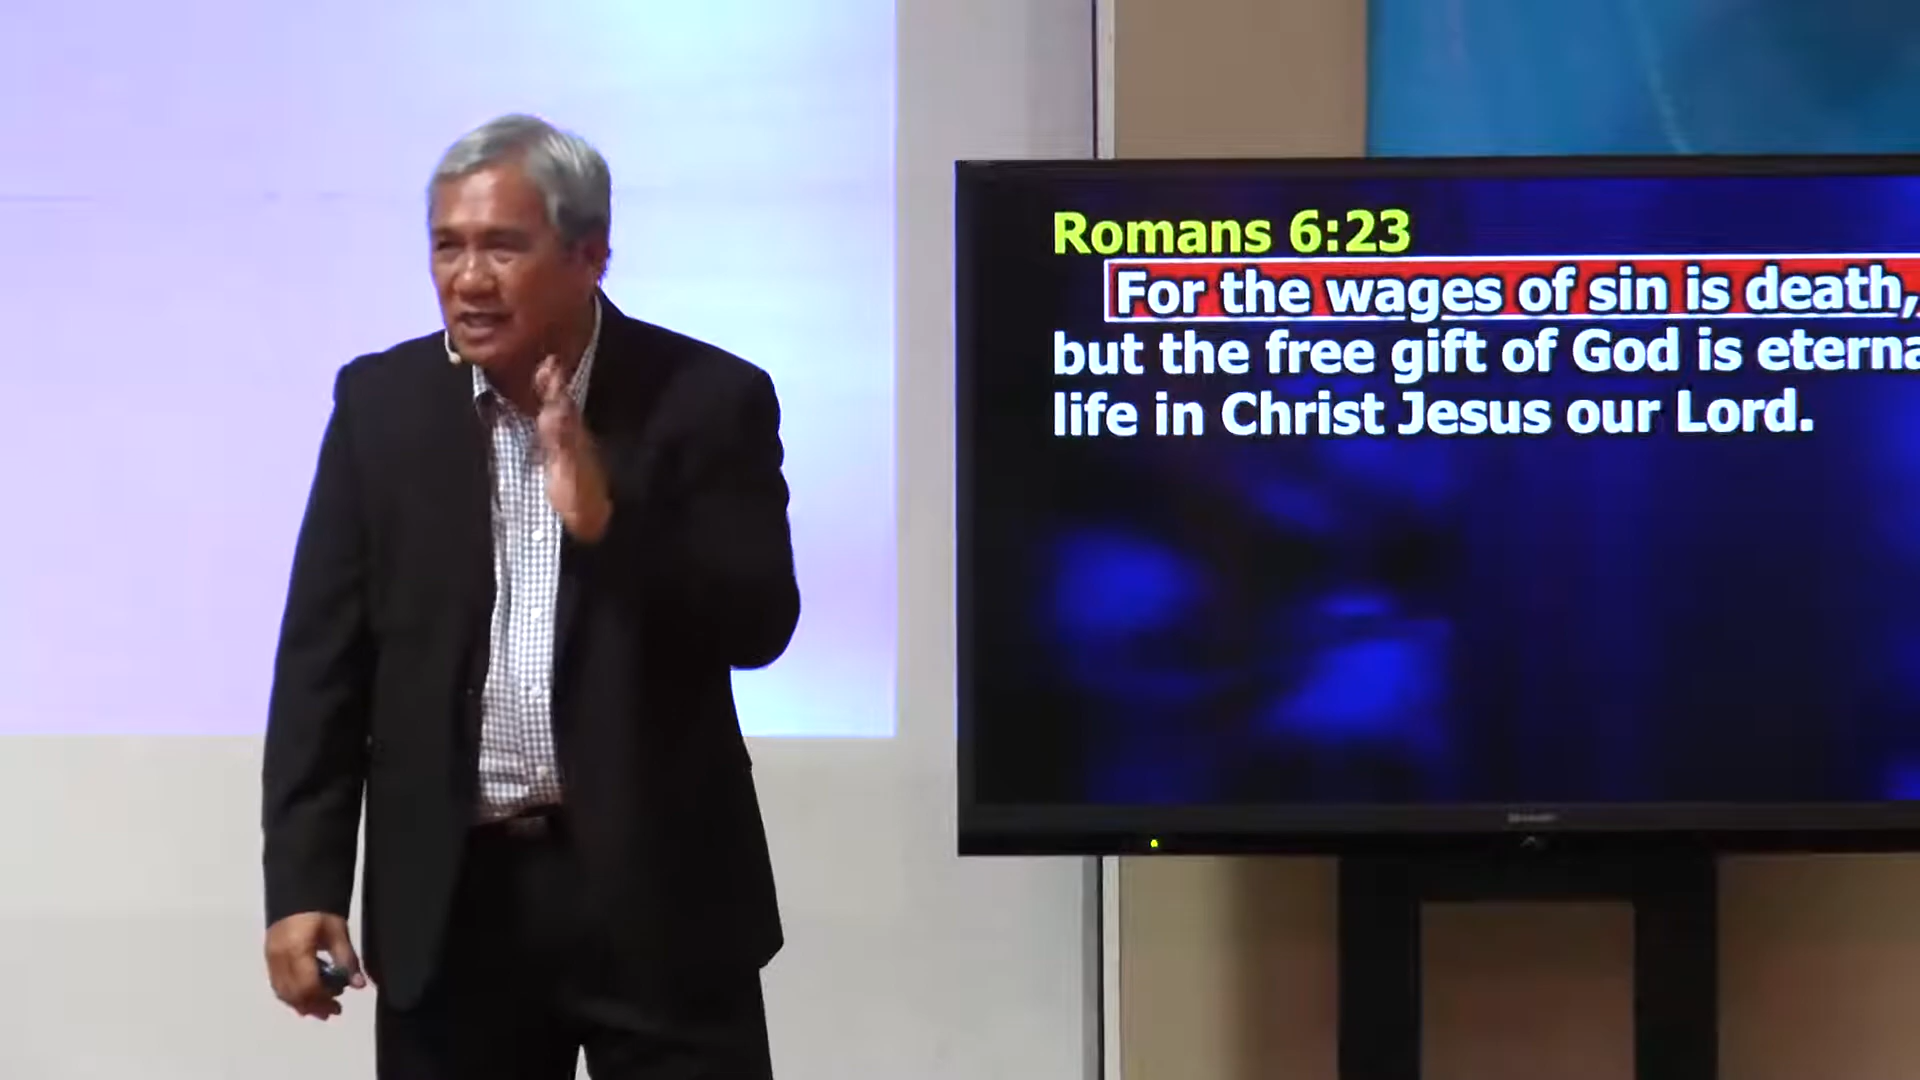 Romans 6:23
For the wages of sin is death,
but the free gift of God is eterna
life in Christ Jesus our Lord.